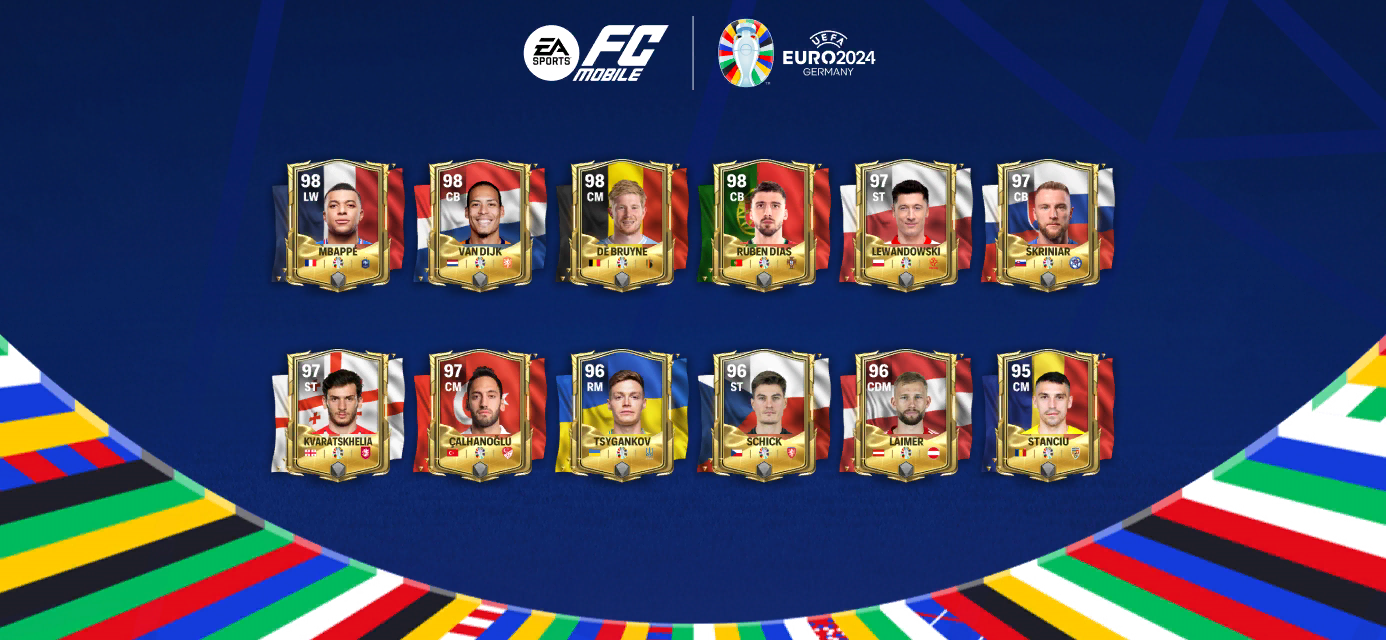 EA
SPORTS
FC
MOBILE
UEFA
EURO2024
GERMANY
98
LW
MBAPPÉ
98
CB
VAN DIJK
98
CM
DE BRUYNE
98
CB
RÚBEN DIAS
97
ST
LEWANDOWSKI
97
CB
SKRINIAR
97
ST
KVARATSKHELIA
97
CM
ÇALHANOĞLU
96
RM
TSYGANKOV
96
ST
SCHICK
96
CDM
LAIMER
95
CM
STANCIU